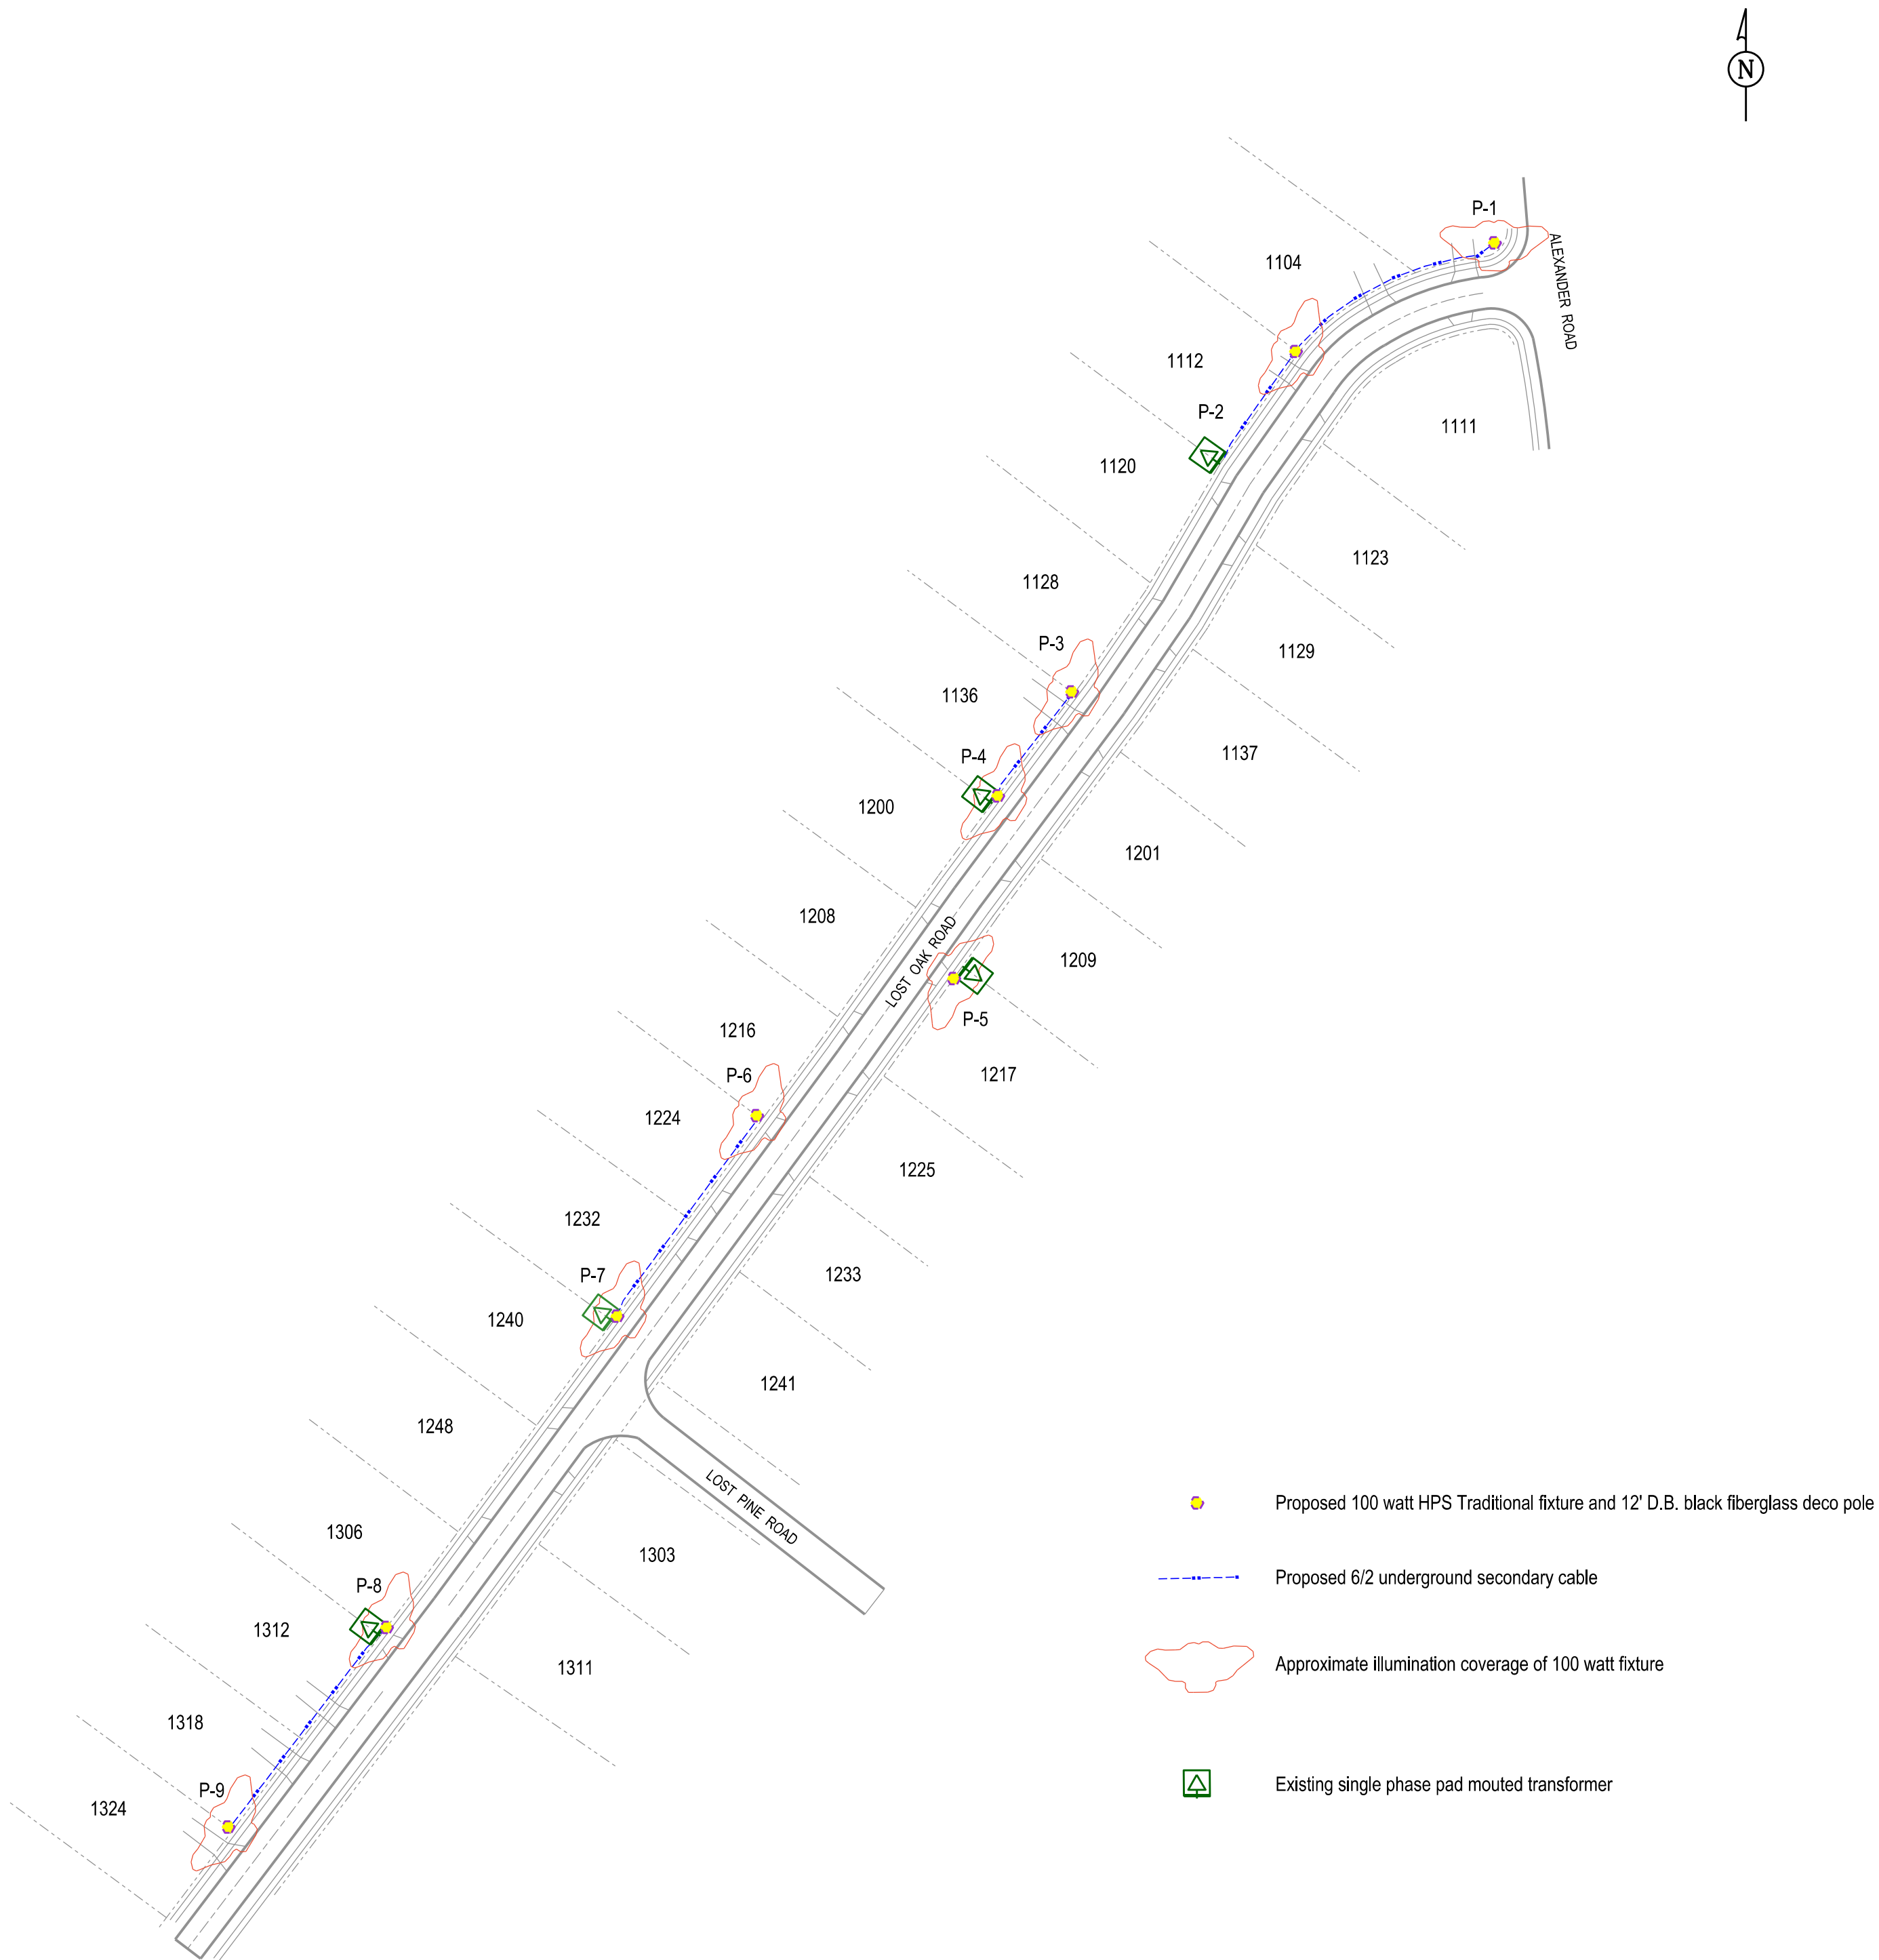 N
P-1
ALEXANDER ROAD
1104
1112
P-2
1111
1120
1123
1128
P-3
1129
1136
P-4
1137
1200
1201
1208
LOST OAK ROAD
1209
P-5
1216
P-6
1217
1224
1225
1232
P-7
1233
1240
1241
1248
LOST PINE ROAD
1306
1303
P-8
1312
1311
1318
P-9
1324
Proposed 100 watt HPS Traditional fixture and 12' D.B. black fiberglass deco pole
Proposed 6/2 underground secondary cable
Approximate illumination coverage of 100 watt fixture
Existing single phase pad mouted transformer